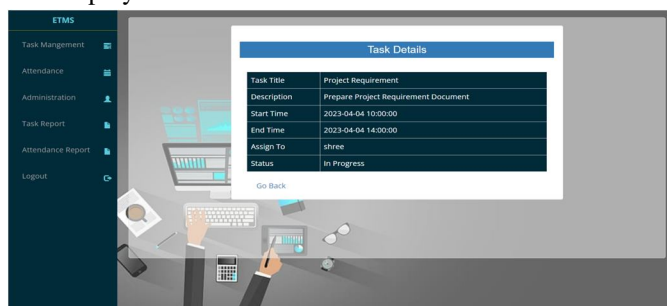 ETMS
Task Mangement
Attendance
Administration
Task Report
Attendance Report
Logout
Task Details
Task Title Project Requirement
Description Prepare Project Requirement Document
Start Time 2023-04-04 10:00:00
End Time 2023-04-04 14:00:00
Assign To shree
Status In Progress
Go Back